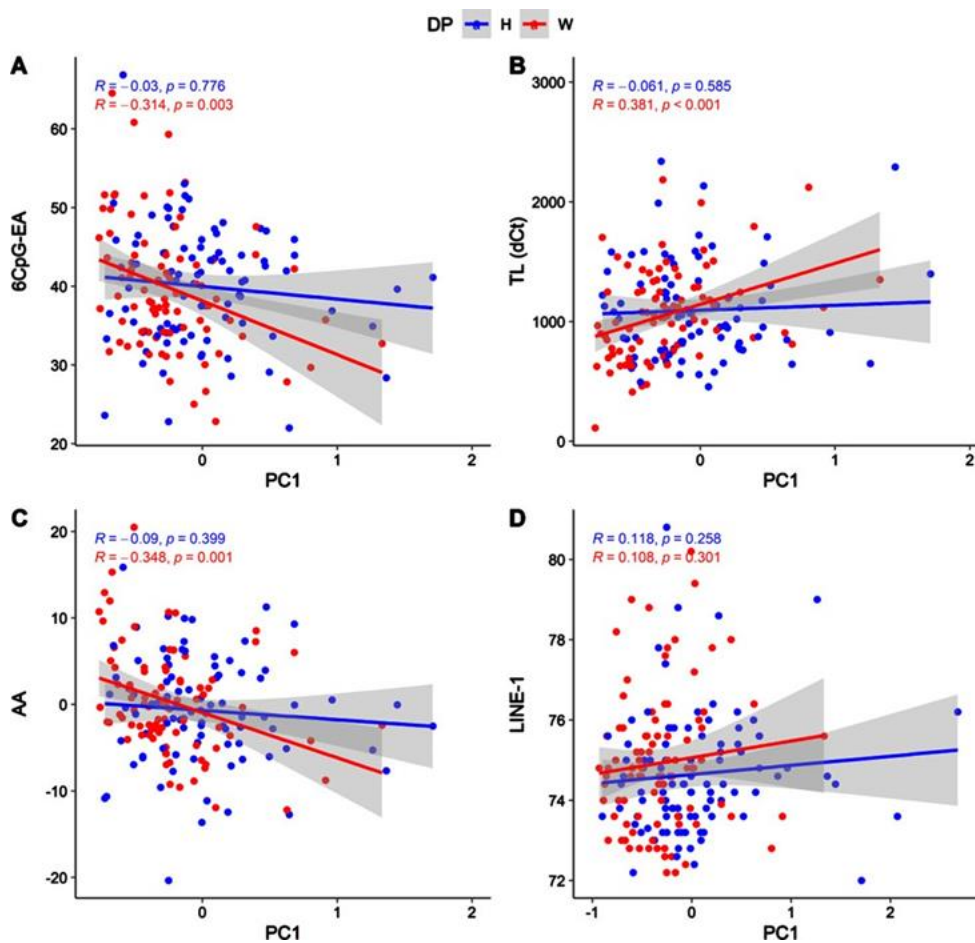 DP H W
A
R = −0.03, p = 0.776
R = −0.314, p = 0.003
60
50
40
30
20
6CpG-EA
0 1 2
PC1
B
R = −0.061, p = 0.585
R = 0.381, p < 0.001
3000
2000
1000
0
TL (dCt)
0 1 2
PC1
C
R = −0.09, p = 0.399
R = −0.348, p = 0.001
20
10
0
-10
-20
AA
0 1 2
PC1
D
R = 0.118, p = 0.258
R = 0.108, p = 0.301
80
78
76
74
72
LINE-1
-1 0 1 2
PC1